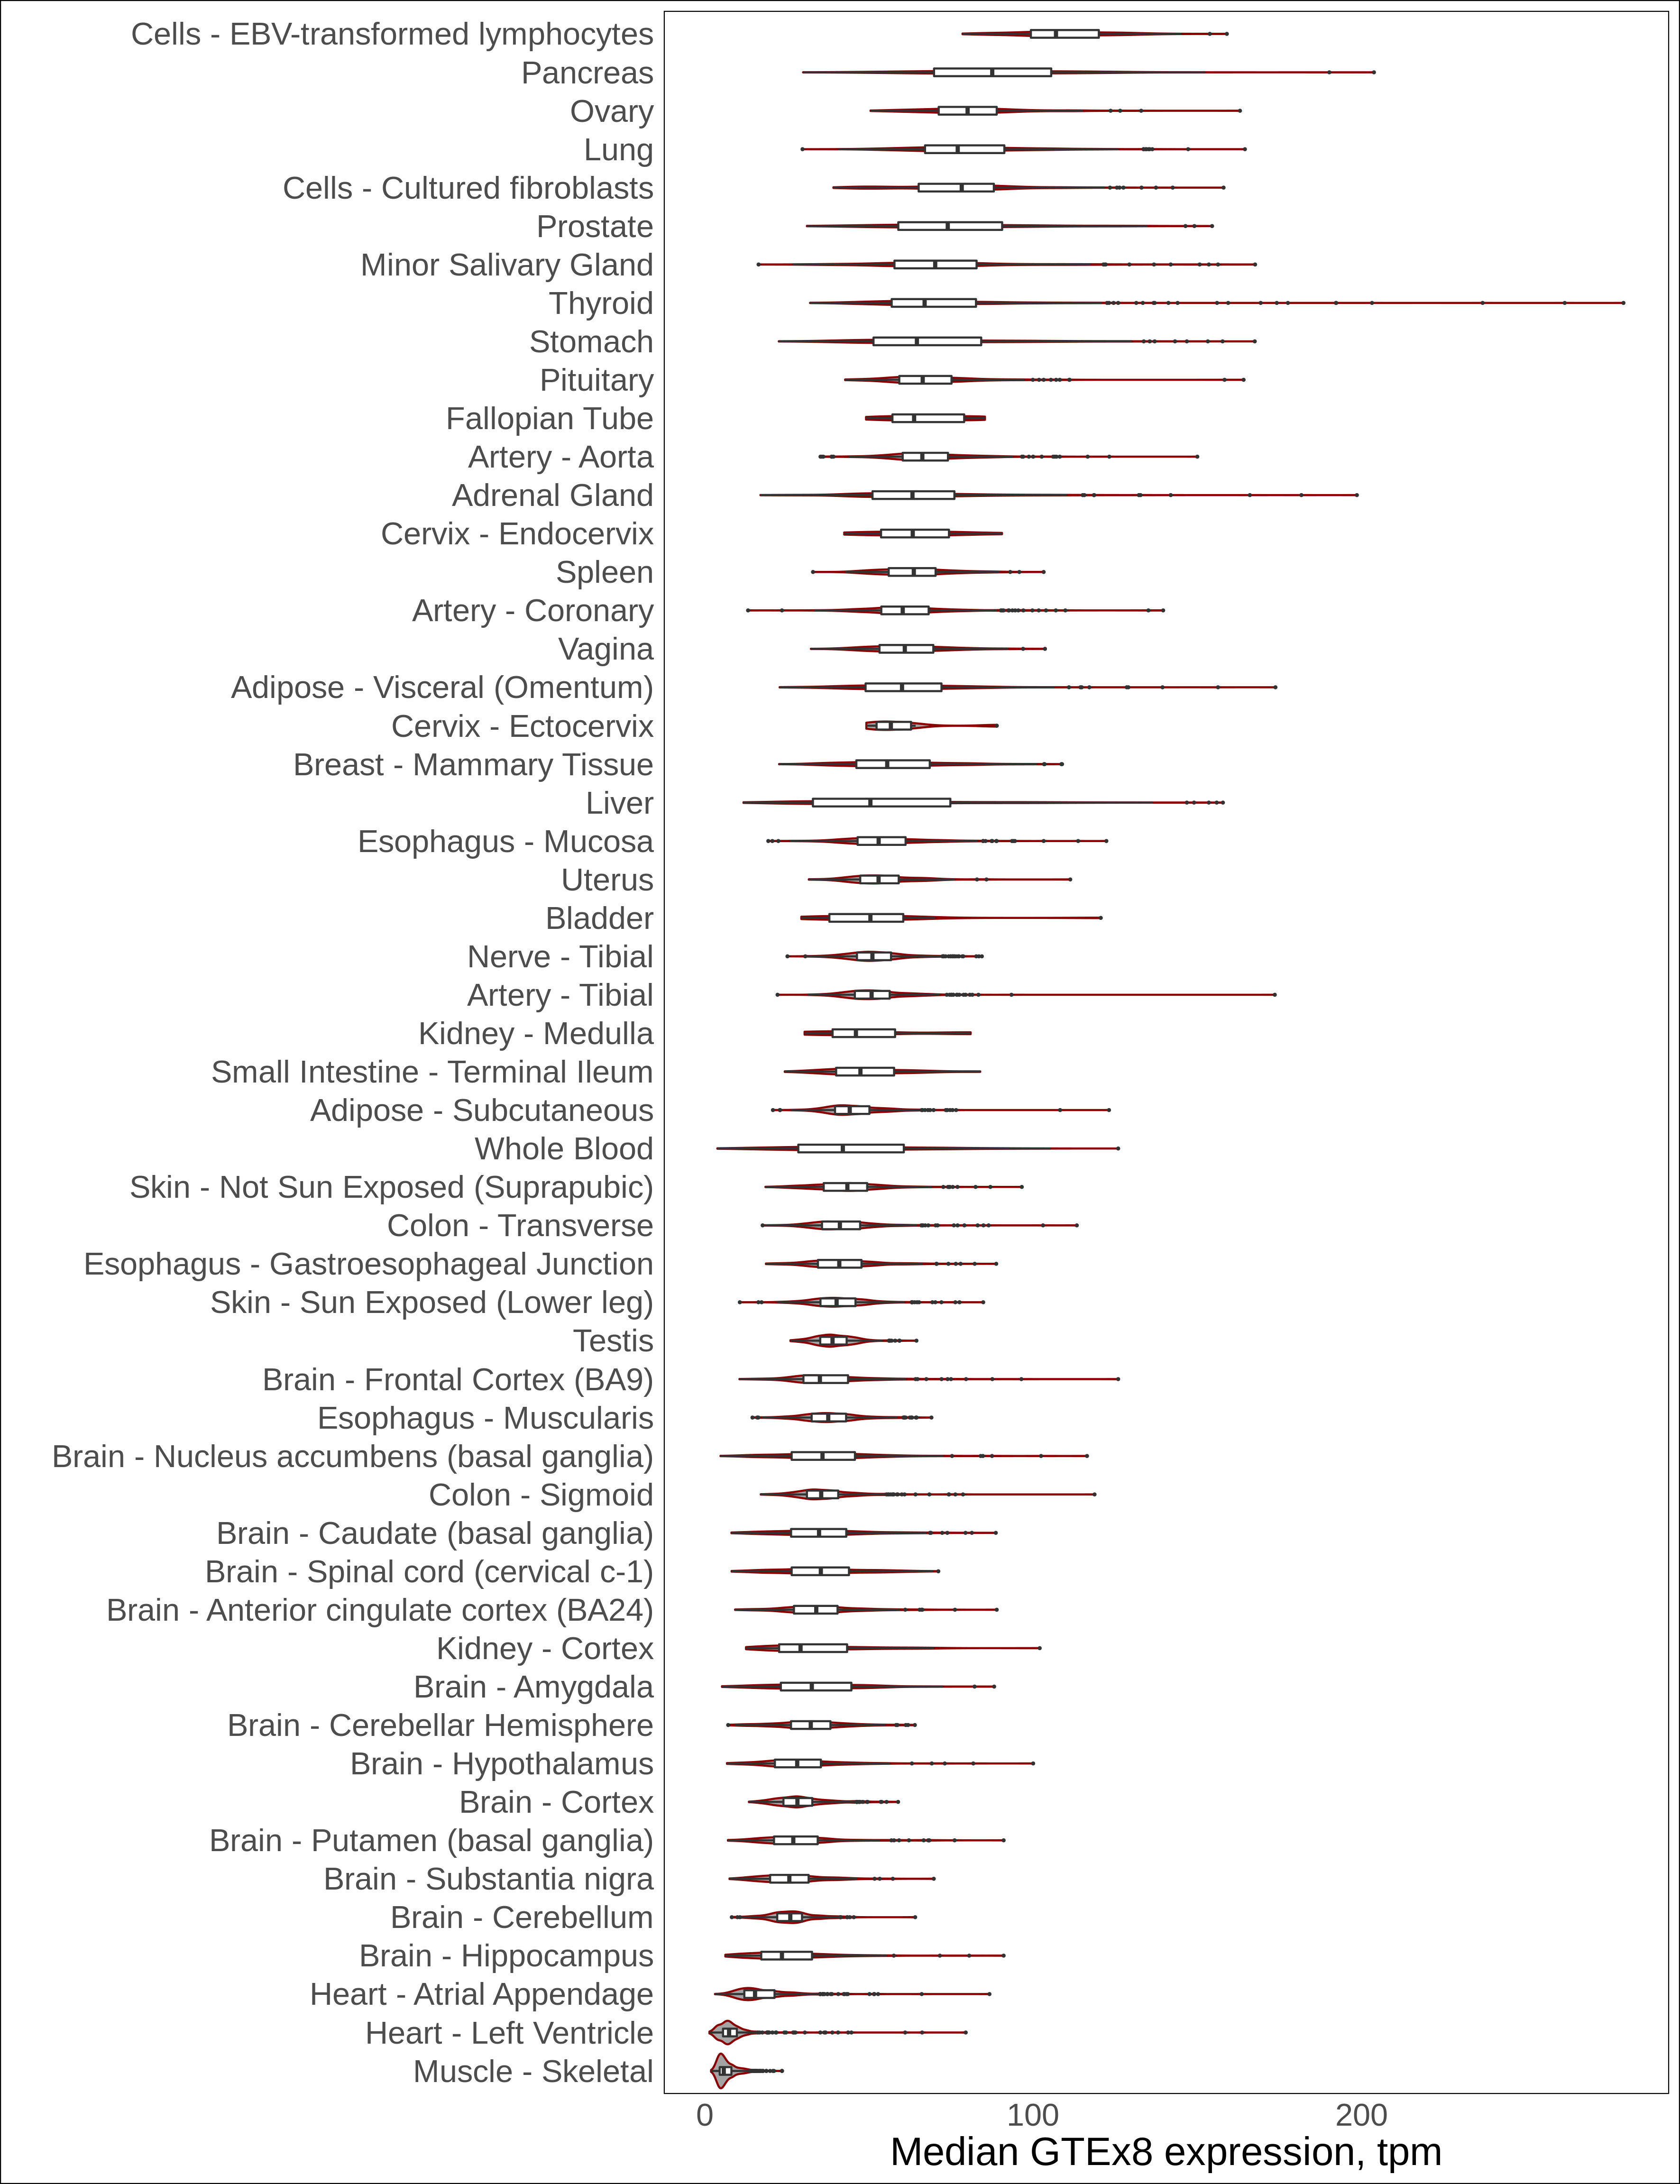 Cells - EBV-transformed lymphocytes
Pancreas
Ovary
Lung
Cells - Cultured fibroblasts
Prostate
Minor Salivary Gland
Thyroid
Stomach
Pituitary
Fallopian Tube
Artery - Aorta
Adrenal Gland
Cervix - Endocervix
Spleen
Artery - Coronary
Vagina
Adipose - Visceral (Omentum)
Cervix - Ectocervix
Breast - Mammary Tissue
Liver
Esophagus - Mucosa
Uterus
Bladder
Nerve - Tibial
Artery - Tibial
Kidney - Medulla
Small Intestine - Terminal Ileum
Adipose - Subcutaneous
Whole Blood
Skin - Not Sun Exposed (Suprapubic)
Colon - Transverse
Esophagus - Gastroesophageal Junction
Skin - Sun Exposed (Lower leg)
Testis
Brain - Frontal Cortex (BA9)
Esophagus - Muscularis
Brain - Nucleus accumbens (basal ganglia)
Colon - Sigmoid
Brain - Caudate (basal ganglia)
Brain - Spinal cord (cervical c-1)
Brain - Anterior cingulate cortex (BA24)
Kidney - Cortex
Brain - Amygdala
Brain - Cerebellar Hemisphere
Brain - Hypothalamus
Brain - Cortex
Brain - Putamen (basal ganglia)
Brain - Substantia nigra
Brain - Cerebellum
Brain - Hippocampus
Heart - Atrial Appendage
Heart - Left Ventricle
Muscle - Skeletal
0 100 200
Median GTEx8 expression, tpm